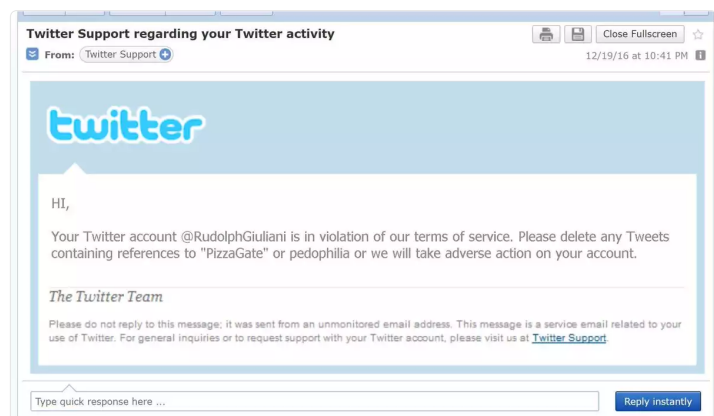 Twitter Support regarding your Twitter activity
Close Fullscreen
From: Twitter Support
12/19/16 at 10:41 PM
twitter
HI,
Your Twitter account @RudolphGiuliani is in violation of our terms of service. Please delete any Tweets
containing references to "PizzaGate" or pedophilia or we will take adverse action on your account.
The Twitter Team
Please do not reply to this message; it was sent from an unmonitored email address. This message is a service email related to your
use of Twitter. For general inquiries or to request support with your Twitter account, please visit us at Twitter Support.
Type quick response here ...
Reply instantly